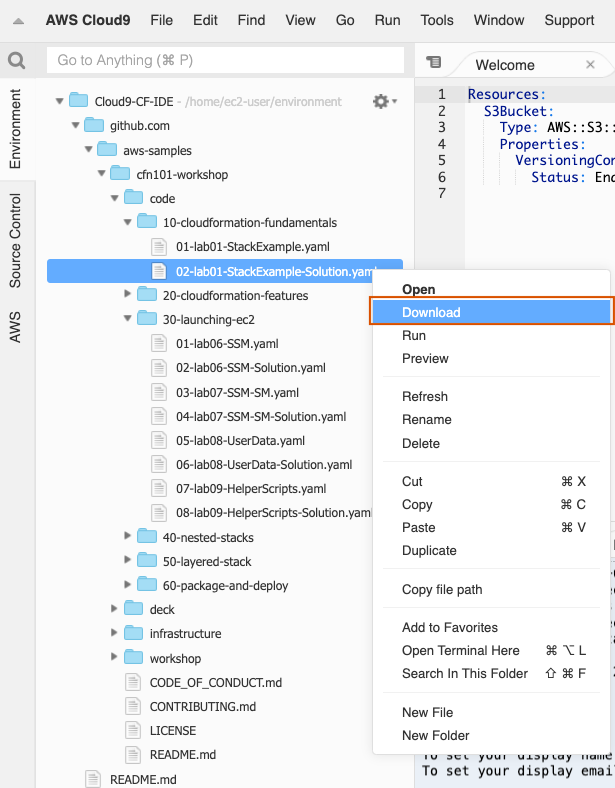 AWS Cloud9 File Edit Find View Go Run Tools Window Support
Go to Anything (⌘ P)
Welcome
Environment
Source Control
AWS
Cloud9-CF-IDE - /home/ec2-user/environment
github.com
aws-samples
cfn101-workshop
code
10-cloudformation-fundamentals
01-lab01-StackExample.yaml
02-lab01-StackExample-Solution.yaml
20-cloudformation-features
30-launching-ec2
01-lab06-SSM.yaml
02-lab06-SSM-Solution.yaml
03-lab07-SSM-SM.yaml
04-lab07-SSM-SM-Solution.yaml
05-lab08-UserData.yaml
06-lab08-UserData-Solution.yaml
07-lab09-HelperScripts.yaml
08-lab09-HelperScripts-Solution.yaml
40-nested-stacks
50-layered-stack
60-package-and-deploy
deck
infrastructure
workshop
CODE_OF_CONDUCT.md
CONTRIBUTING.md
LICENSE
README.md
README.md
1 Resources:
2 S3Bucket:
3 Type: AWS::S3::
4 Properties:
5 VersioningCon
6 Status: Ena
7
Open
Download
Run
Preview
Refresh
Rename
Delete
Cut ⌘ X
Copy ⌘ C
Paste ⌘ V
Duplicate
Copy file path
Add to Favorites
Open Terminal Here ⌘ ⌥ L
Search In This Folder ⇧ ⌘ F
New File
New Folder
To set your display name
To set your display emai